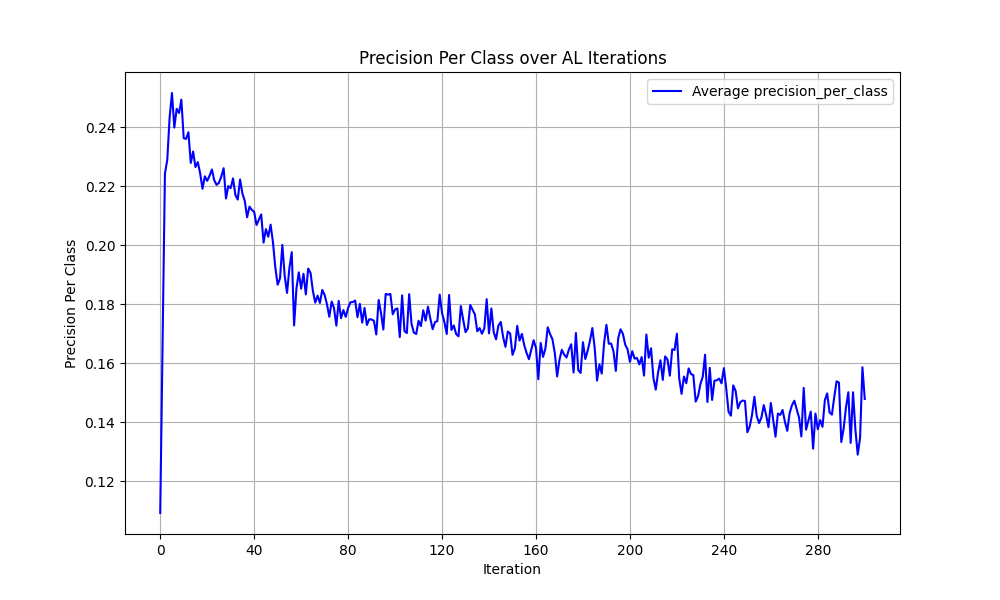 Precision Per Class over AL Iterations
Average precision_per_class
Precision Per Class
0.24
0.22
0.20
0.18
0.16
0.14
0.12
0 40 80 120 160 200 240 280
Iteration